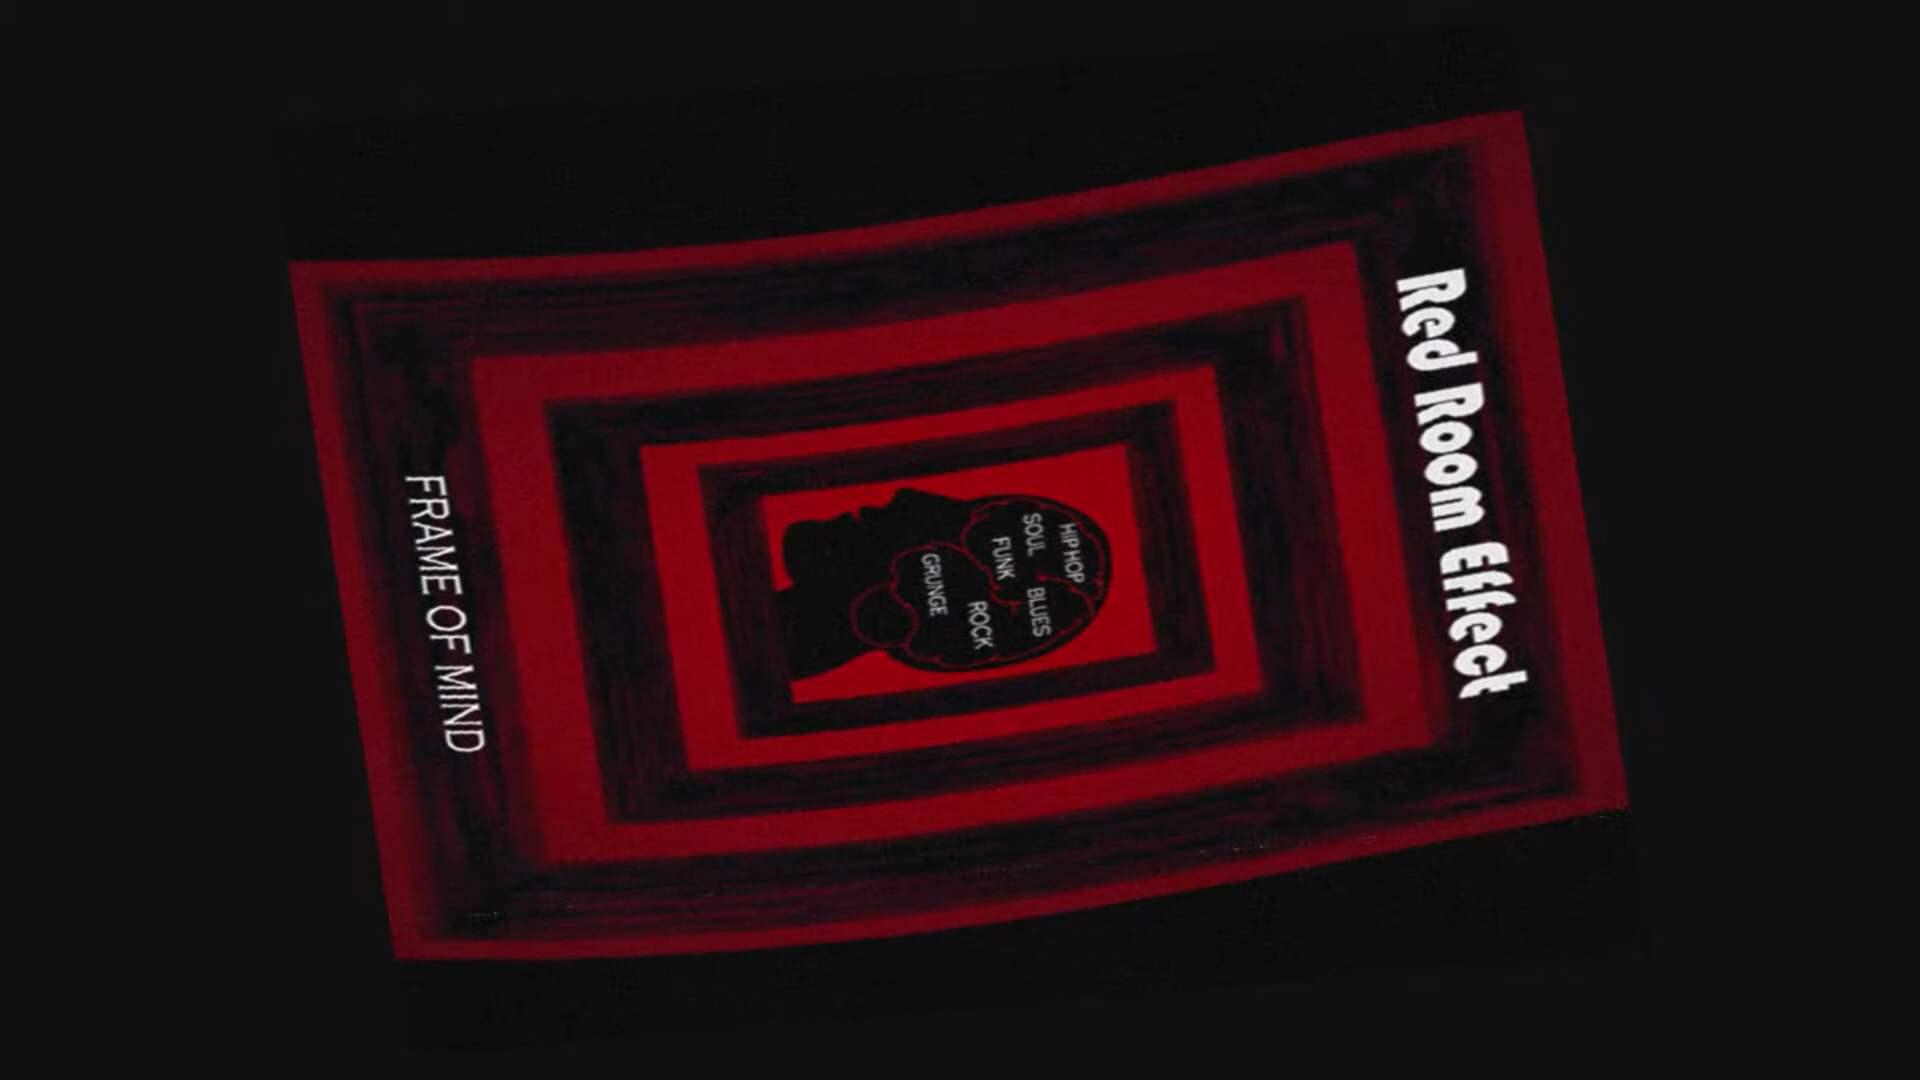 Red Room Effect
HIP HOP
SOUL
BLUES
FUNK
ROCK
GRUNGE
FRAME OF MIND